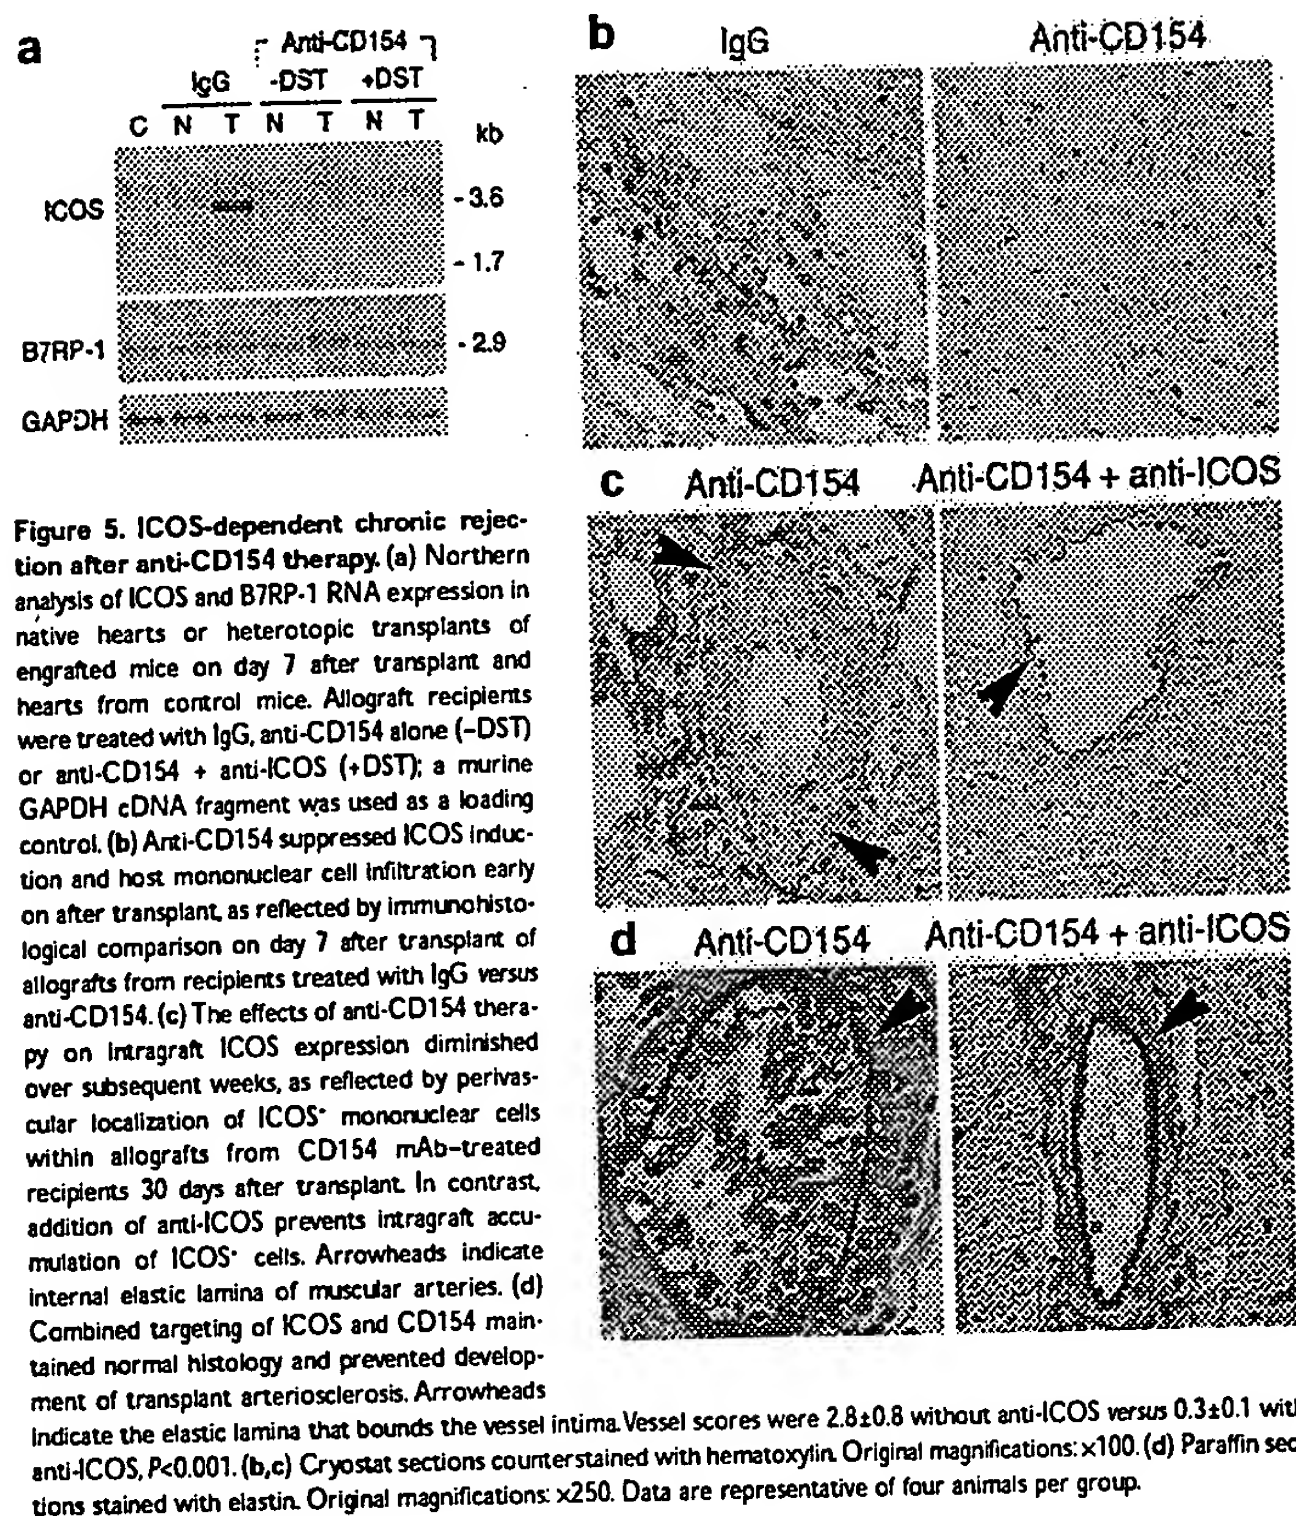 a
Anti-CD154
IgG -DST +DST
C N T N T N T
kb
ICOS
- 3.6
- 1.7
B7RP-1
- 2.9
GAPDH
b
IgG
Anti-CD154
c
Anti-CD154
Anti-CD154 + anti-ICOS
d
Anti-CD154
Anti-CD154 + anti-ICOS
Figure 5. ICOS-dependent chronic rejec-
tion after anti-CD154 therapy. (a) Northern
analysis of ICOS and B7RP-1 RNA expression in
native hearts or heterotopic transplants of
engrafted mice on day 7 after transplant and
hearts from control mice. Allograft recipients
were treated with IgG, anti-CD154 alone (–DST)
or anti-CD154 + anti-ICOS (+DST); a murine
GAPDH cDNA fragment was used as a loading
control. (b) Anti-CD154 suppressed ICOS induc-
tion and host mononuclear cell infiltration early
on after transplant, as reflected by immunohisto-
logical comparison on day 7 after transplant of
allografts from recipients treated with IgG versus
anti-CD154. (c) The effects of anti-CD154 thera-
py on intragraft ICOS expression diminished
over subsequent weeks, as reflected by perivas-
cular localization of ICOS+ mononuclear cells
within allografts from CD154 mAb–treated
recipients 30 days after transplant. In contrast,
addition of anti-ICOS prevents intragraft accu-
mulation of ICOS+ cells. Arrowheads indicate
internal elastic lamina of muscular arteries. (d)
Combined targeting of ICOS and CD154 main-
tained normal histology and prevented develop-
ment of transplant arteriosclerosis. Arrowheads
indicate the elastic lamina that bounds the vessel intima. Vessel scores were 2.8±0.8 without anti-ICOS versus 0.3±0.1 wit
anti-ICOS, P<0.001. (b,c) Cryostat sections counterstained with hematoxylin. Original magnifications: x100. (d) Paraffin sec
tions stained with elastin. Original magnifications: x250. Data are representative of four animals per group.